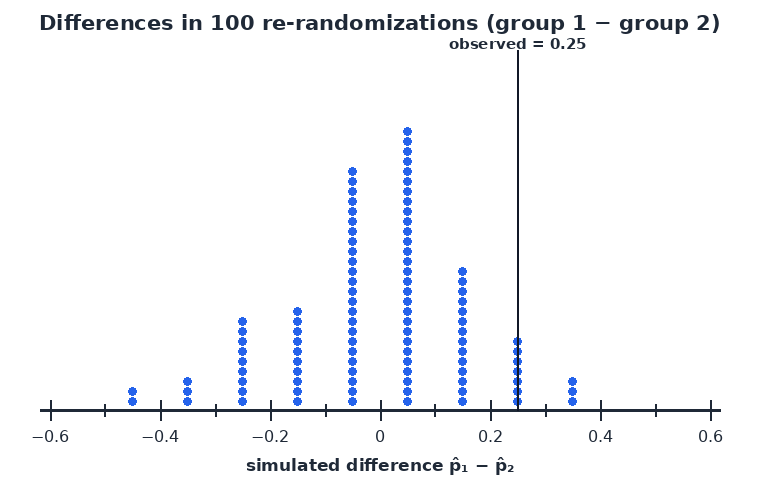 Differences in 100 re-randomizations (group 1 − group 2)
observed = 0.25
−0.6 −0.4 −0.2 0 0.2 0.4 0.6
simulated difference p̂₁ − p̂₂